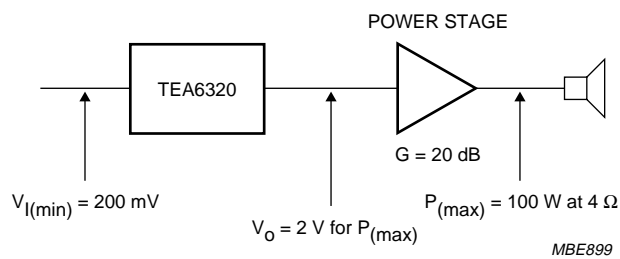 POWER STAGE
TEA6320
G = 20 dB
V_I(min) = 200 mV
V_o = 2 V for P_(max)
P_(max) = 100 W at 4 Ω
MBE899